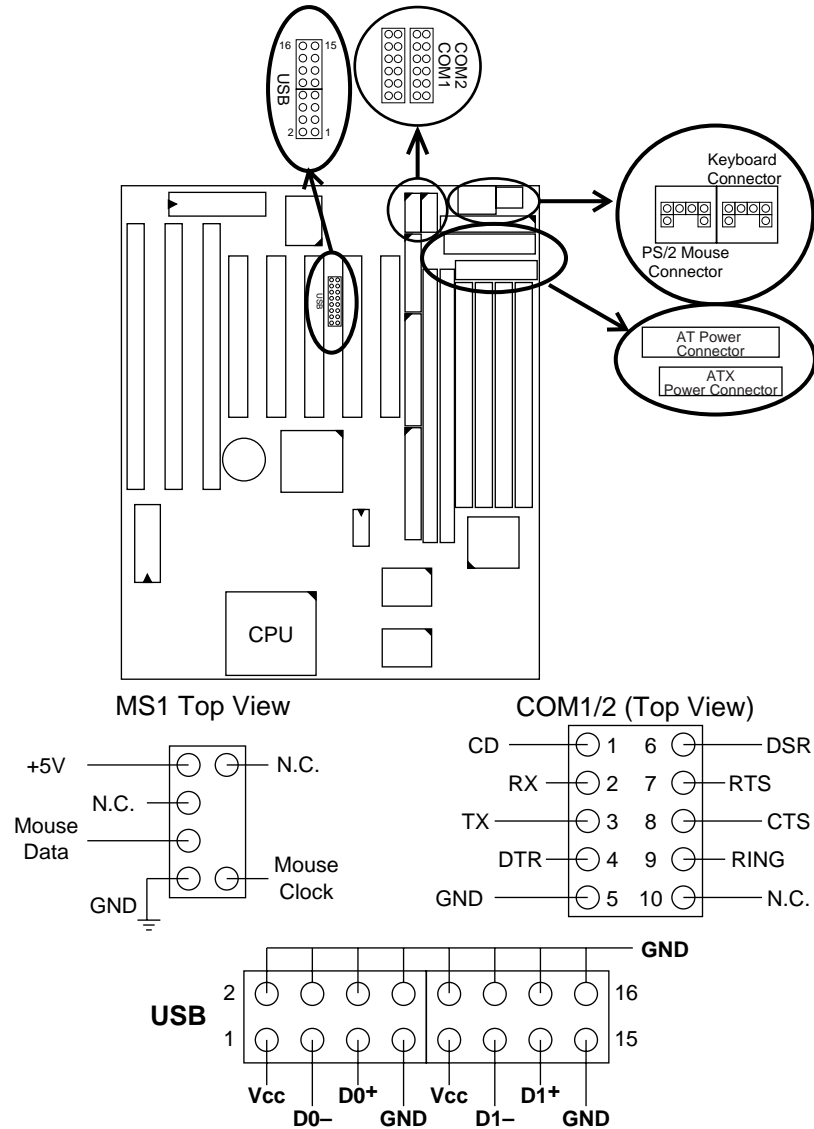 16 15
USB
2 1
COM2
COM1
Keyboard
Connector
PS/2 Mouse
Connector
USB
AT Power
Connector
ATX
Power Connector
CPU
MS1 Top View
+5V
N.C.
N.C.
Mouse
Data
Mouse
Clock
GND
COM1/2 (Top View)
CD 1 6 DSR
RX 2 7 RTS
TX 3 8 CTS
DTR 4 9 RING
GND 5 10 N.C.
GND
2 16
USB
1 15
Vcc D0+ Vcc D1+
D0– GND D1– GND